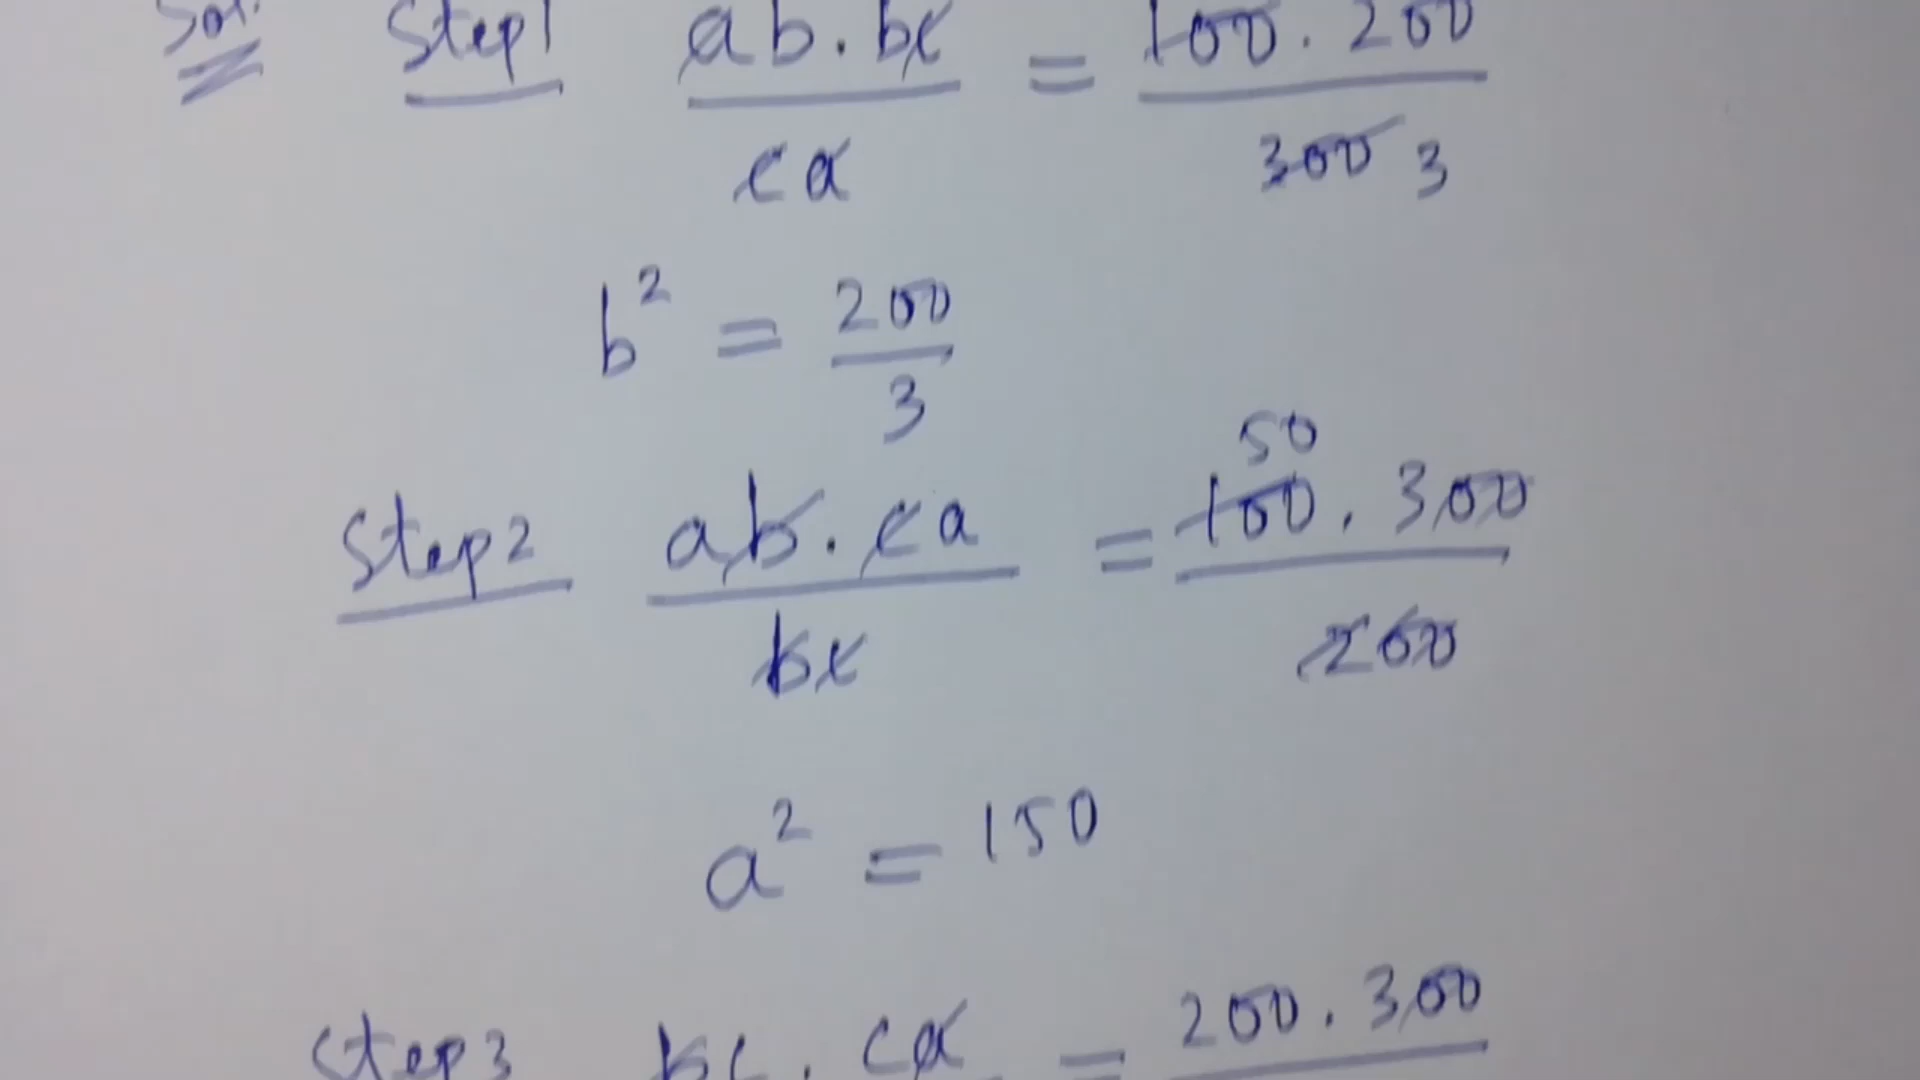 Sol:
Step1 ab.bc / ca = 100.200 / 300 3
b² = 200 / 3
50
Step2 ab.ca / bc = 100.300 / 200
a² = 150
Step3 bc.ca = 200.300